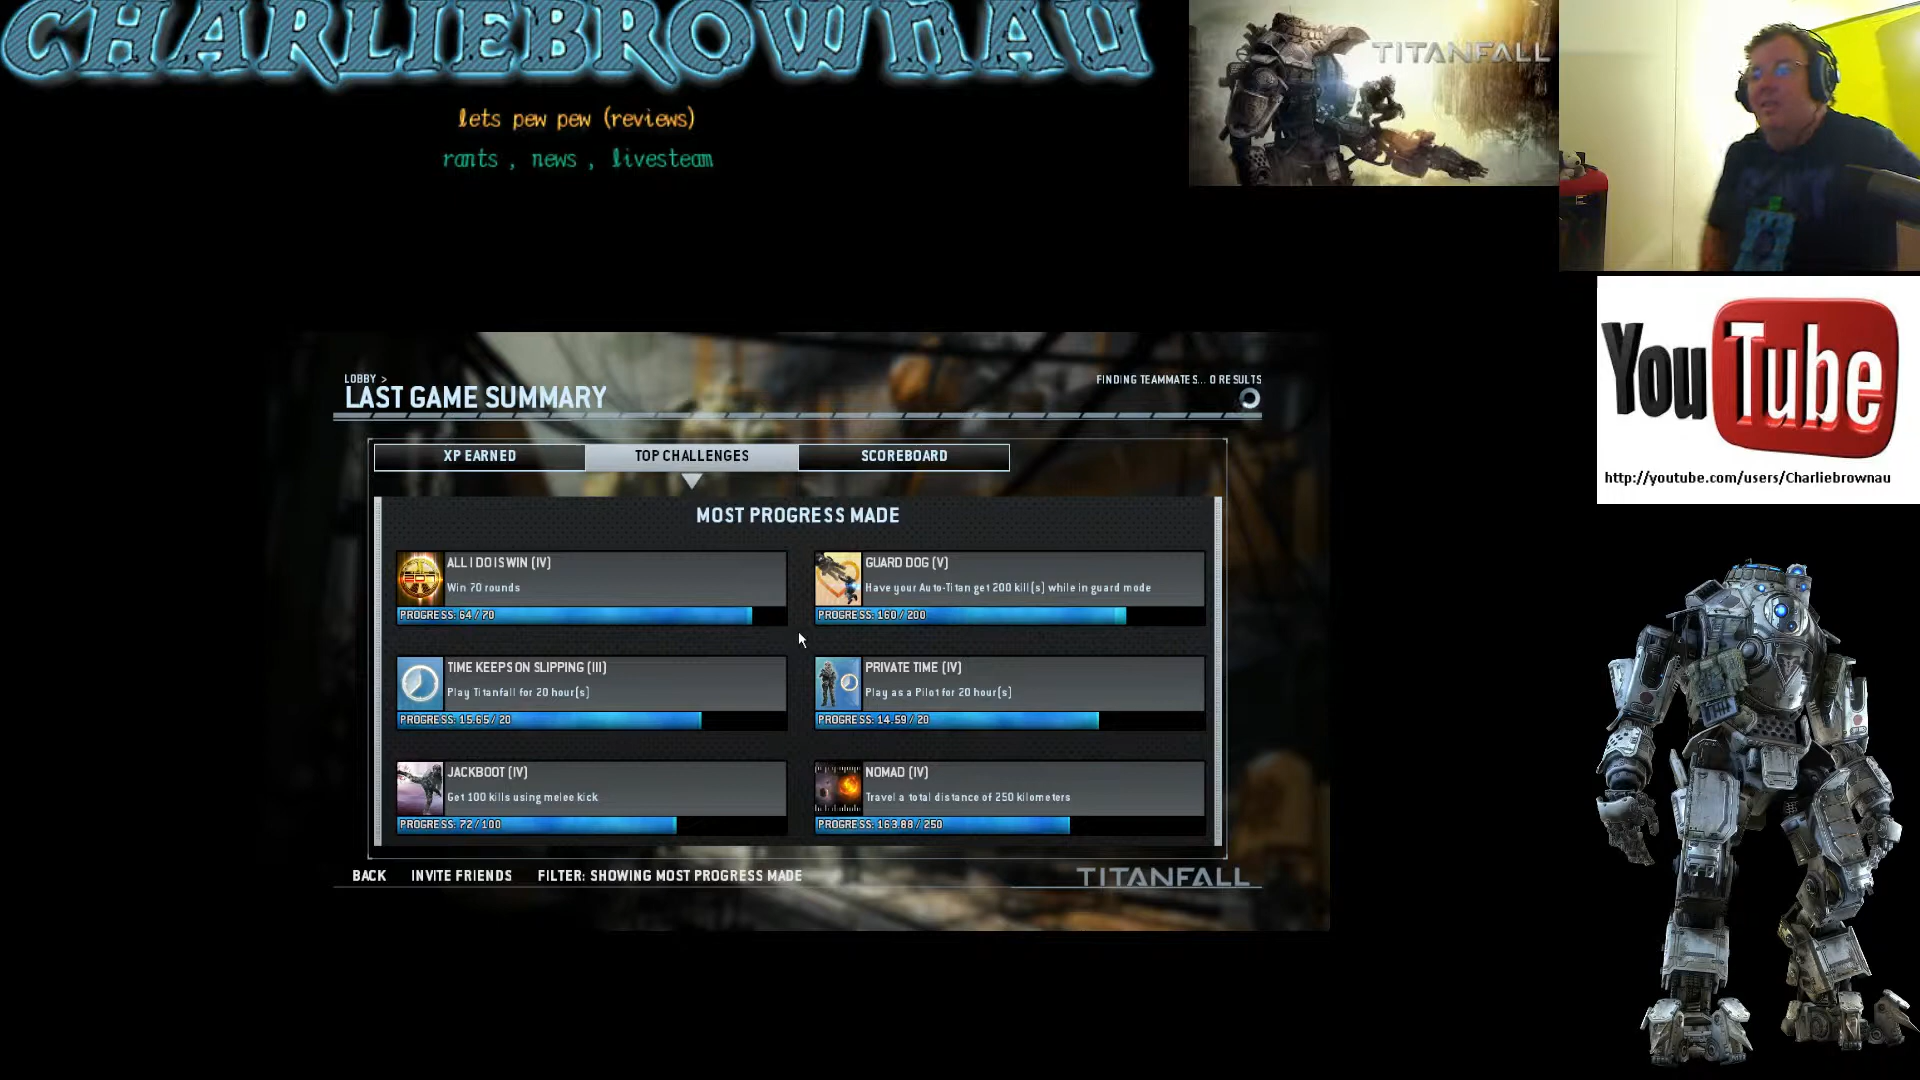 CHARLIEBROWNAU
lets pew pew (reviews)
rants , news , livesteam
TITANFALL
YouTube
http://youtube.com/users/Charliebrownau
LOBBY >
LAST GAME SUMMARY
FINDING TEAMMATES... 0 RESULTS
XP EARNED
TOP CHALLENGES
SCOREBOARD
MOST PROGRESS MADE
ALL I DO IS WIN (IV)
Win 70 rounds
PROGRESS: 64 / 70
GUARD DOG (V)
Have your Auto-Titan get 200 kill(s) while in guard mode
PROGRESS: 160 / 200
TIME KEEPS ON SLIPPING (III)
Play Titanfall for 20 hour(s)
PROGRESS: 15.65 / 20
PRIVATE TIME (IV)
Play as a Pilot for 20 hour(s)
PROGRESS: 14.59 / 20
JACKBOOT (IV)
Get 100 kills using melee kick
PROGRESS: 72 / 100
NOMAD (IV)
Travel a total distance of 250 kilometers
PROGRESS: 163.88 / 250
BACK
INVITE FRIENDS
FILTER: SHOWING MOST PROGRESS MADE
TITANFALL